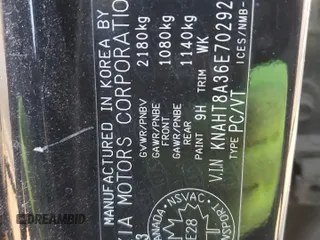 MANUFACTURED IN KOREA BY
KIA MOTORS CORPORATION
GVWR/PNBV 2180kg
GAWR/PNBE FRONT 1080kg
GAWR/PNBE REAR 1140kg
PAINT 9H TRIM WK
VIN KNAHT8A36E70292
TYPE PC/VT
ICES/NMB-
CANADA NSVAC
E28
DREAMBID